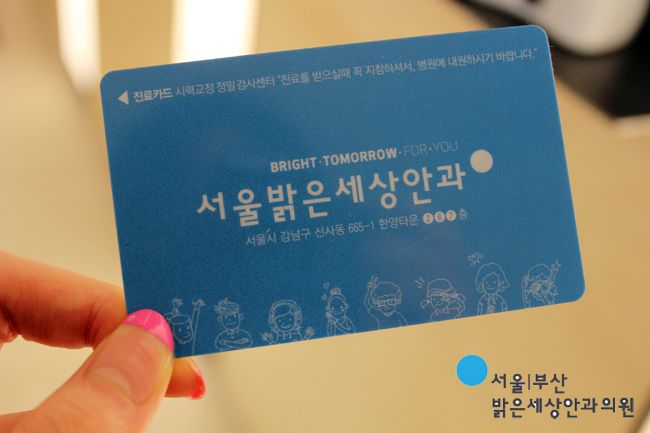 ◀ 진료카드 시력교정 정밀검사센터 "진료를 받으실때 꼭 지참하셔서, 병원에 내원하시기 바랍니다."
BRIGHT·TOMORROW·FOR·YOU
서울밝은세상안과
서울시 강남구 신사동 665-1 한양타운 층
서울|부산
밝은세상안과의원